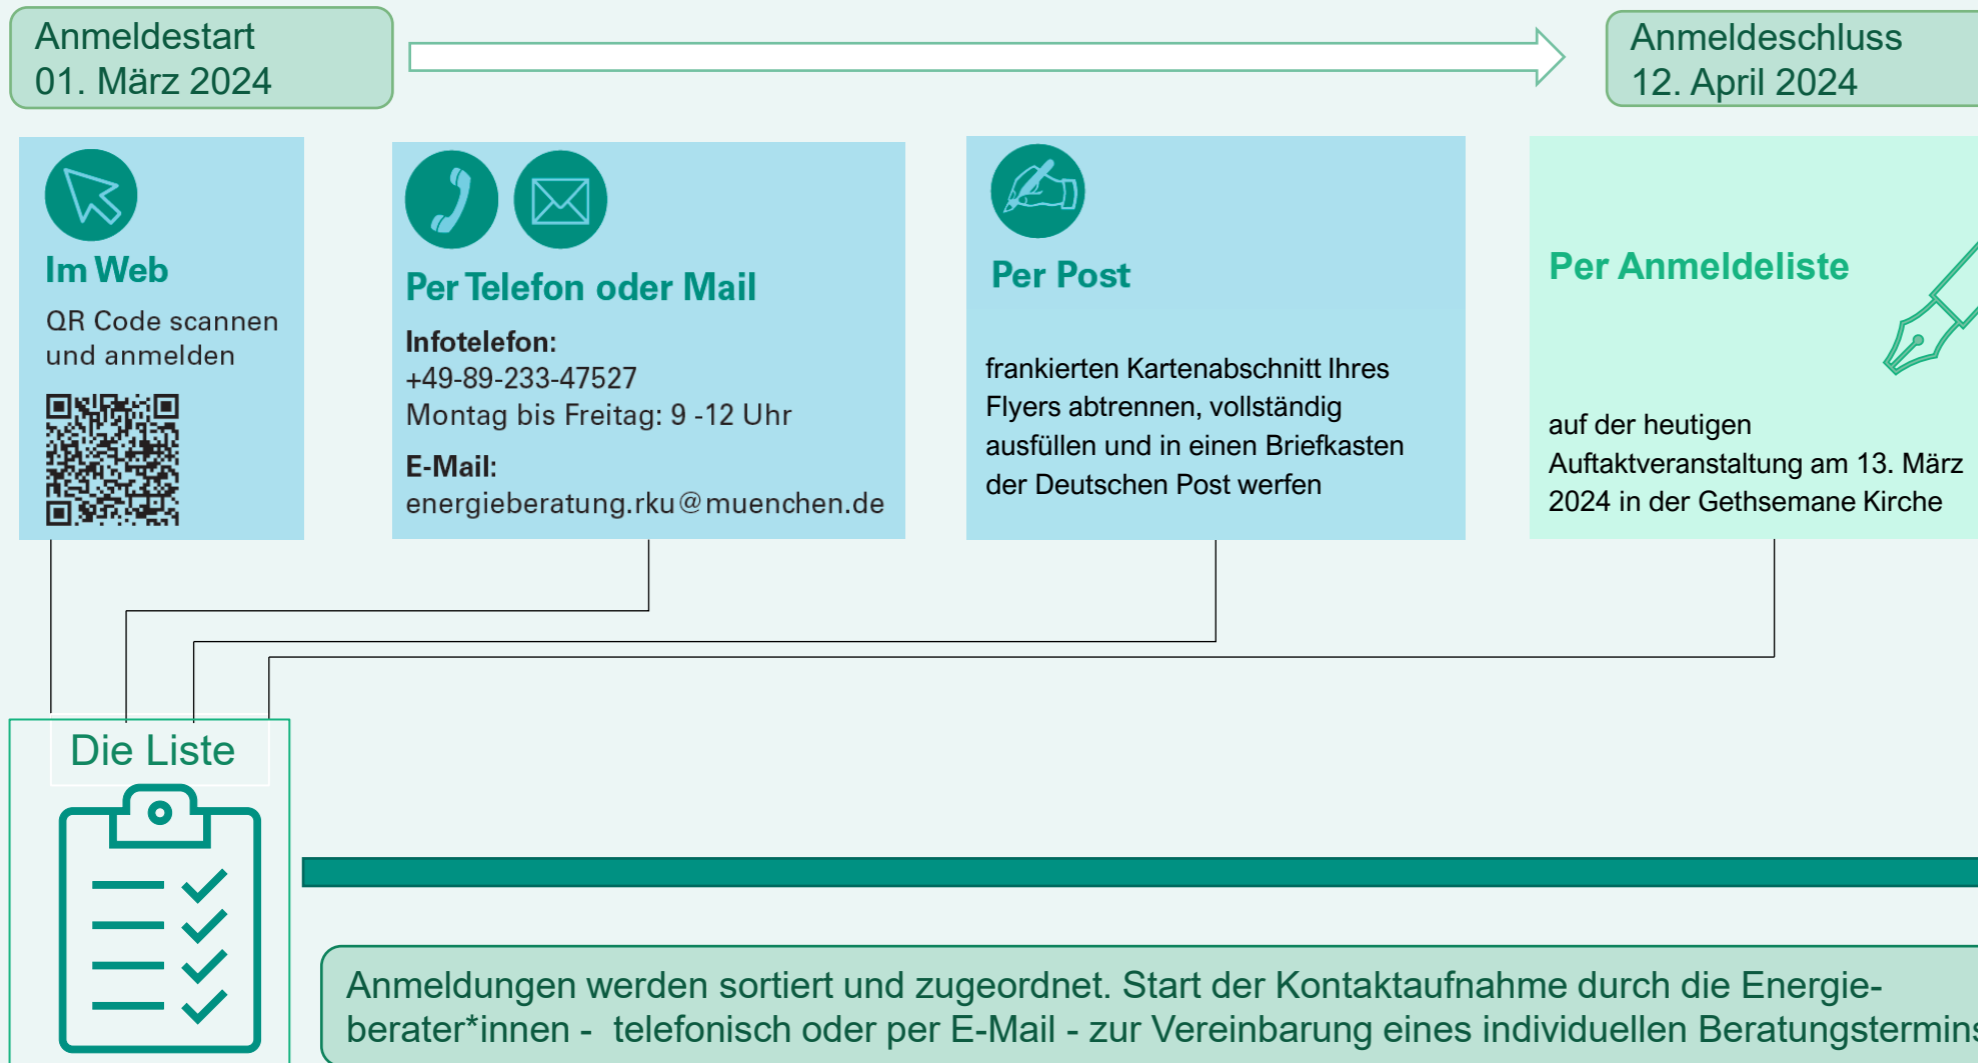 Anmeldestart
01. März 2024
Anmeldeschluss
12. April 2024
Im Web
QR Code scannen
und anmelden
Per Telefon oder Mail
Infotelefon:
+49-89-233-47527
Montag bis Freitag: 9 -12 Uhr
E-Mail:
energieberatung.rku@muenchen.de
Per Post
frankierten Kartenabschnitt Ihres
Flyers abtrennen, vollständig
ausfüllen und in einen Briefkasten
der Deutschen Post werfen
Per Anmeldeliste
auf der heutigen
Auftaktveranstaltung am 13. März
2024 in der Gethsemane Kirche
Die Liste
Anmeldungen werden sortiert und zugeordnet. Start der Kontaktaufnahme durch die Energie-
berater*innen - telefonisch oder per E-Mail - zur Vereinbarung eines individuellen Beratungstermins